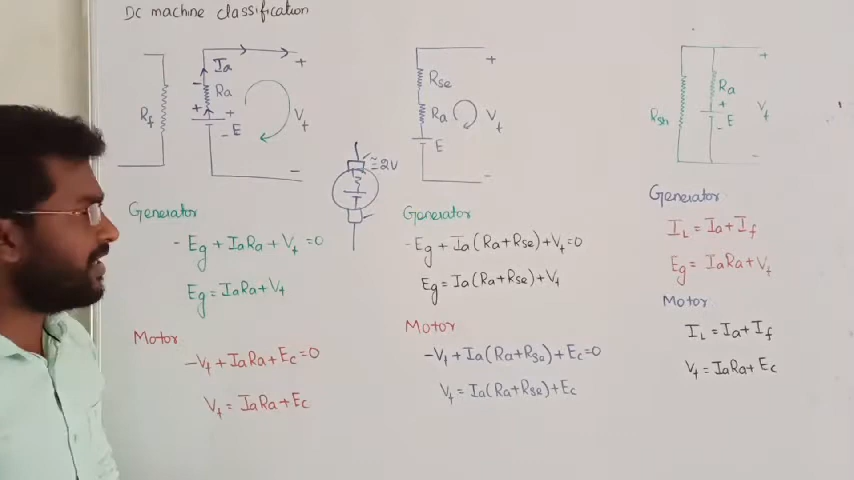 Dc machine classification
Rf
Ia
-
Ra
+
+
- E
+
Vt
-
≈2V
Rse
Ra
E
+
Vt
-
Rsh
Ra
+
- E
+
Vt
-
Generator
- Eg + IaRa + Vt = 0
Eg = IaRa + Vt
Motor
-Vt + IaRa + Ec = 0
Vt = IaRa + Ec
Generator
- Eg + Ia(Ra+Rse)+Vt=0
Eg = Ia(Ra+Rse)+Vt
Motor
-Vt + Ia(Ra+Rse)+Ec=0
Vt = Ia(Ra+Rse)+Ec
Generator
IL = Ia + If
Eg = IaRa + Vt
Motor
IL = Ia + If
Vt = IaRa + Ec